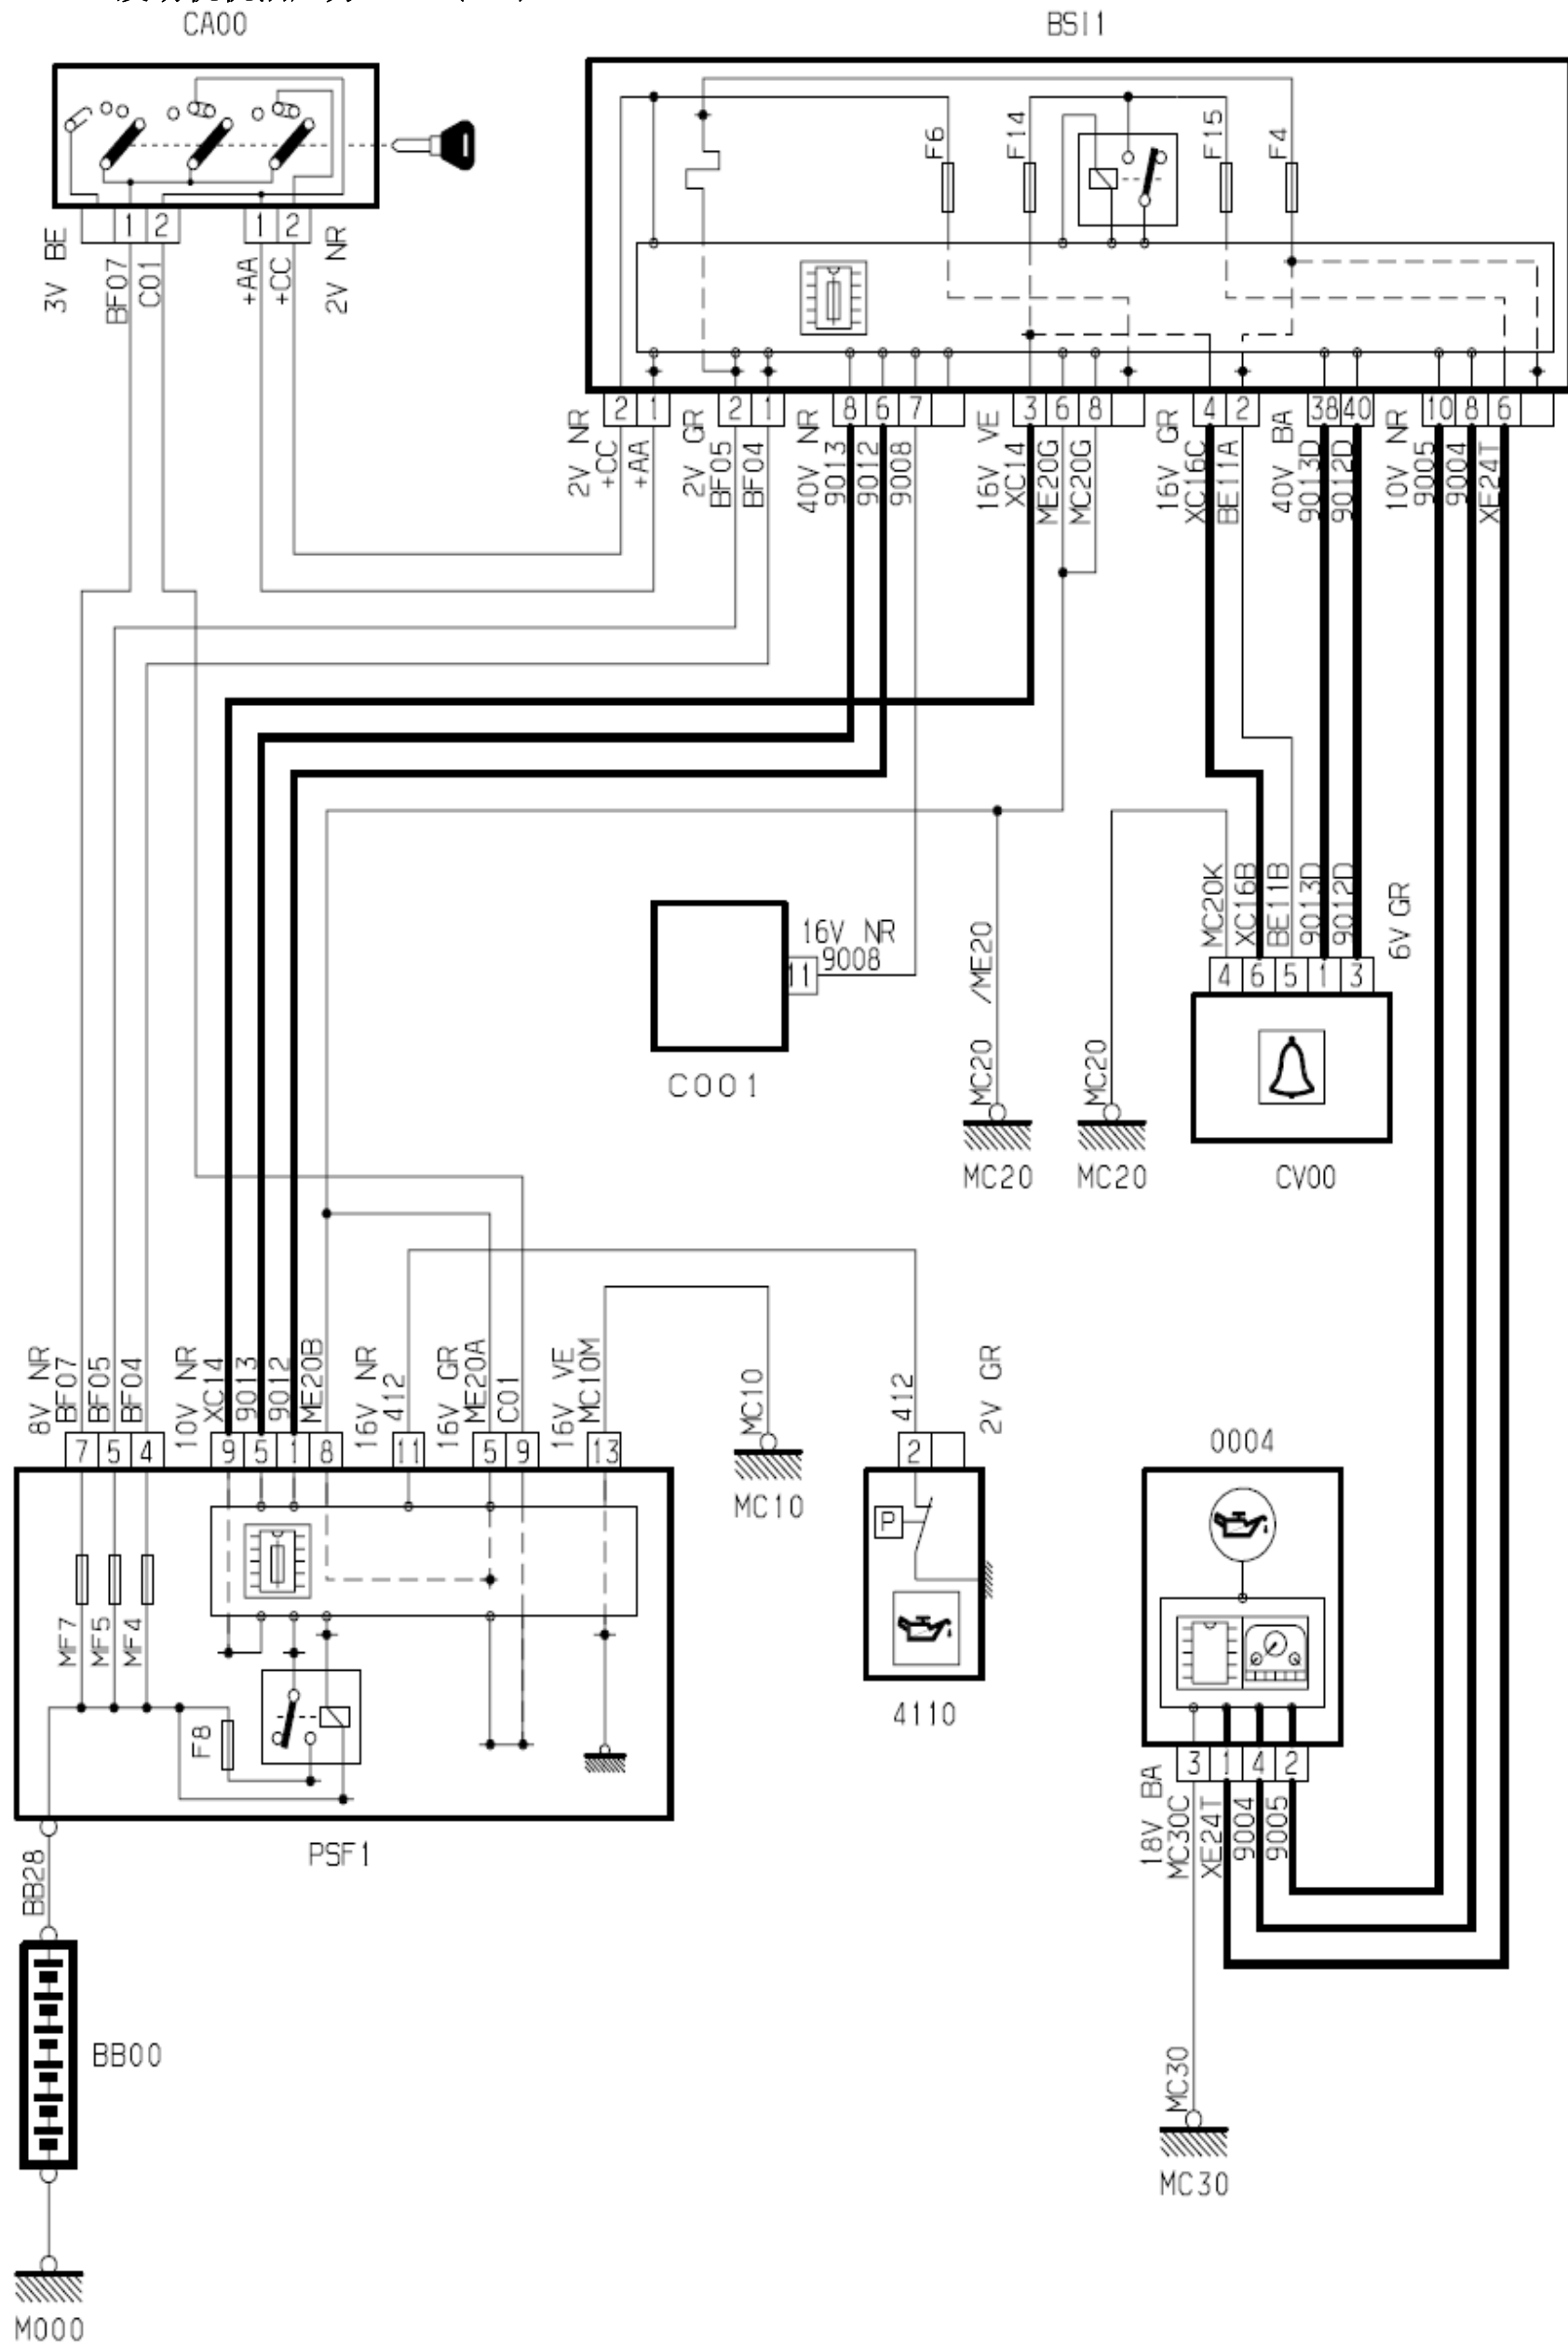 CA00
BSI1
F6
F14
F15
F4
1
2
1
2
3V BE
BF07
C01
+AA
+CC
2V NR
2
1
2
1
8
6
7
3
6
8
4
2
38
40
10
8
6
2V NR
+CC
+AA
2V GR
BF05
BF04
40V NR
9013
9012
9008
16V VE
XC14
ME20G
MC20G
16V GR
XC16C
BE11A
40V BA
9013D
9012D
10V NR
9005
9004
XE24T
MC20K
XC16B
BE11B
9013D
9012D
6V GR
16V NR
9008
11
C001
4
6
5
1
3
MC20 /ME20
MC20
MC20
MC20
CV00
8V NR
BF07
BF05
BF04
10V NR
XC14
9013
9012
ME20B
16V NR
412
16V GR
ME20A
C01
16V VE
MC10M
MC10
412
2V GR
7
5
4
9
5
1
8
11
5
9
13
MC10
2
0004
P
MF7
MF5
MF4
F8
4110
3
1
4
2
PSF1
18V BA
MC30C
XE24T
9004
9005
BB28
BB00
MC30
MC30
M000